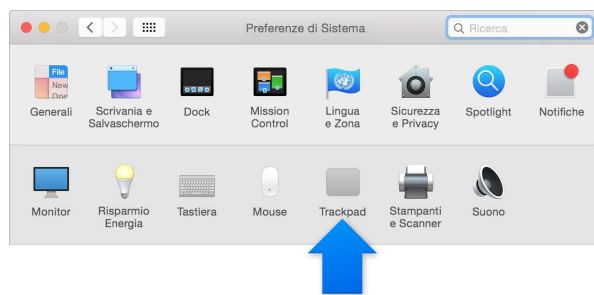 Preferenze di Sistema
Ricerca
File
New
Ope
Generali
Scrivania e
Salvaschermo
Dock
Mission
Control
Lingua
e Zona
Sicurezza
e Privacy
Spotlight
Notifiche
Monitor
Risparmio
Energia
Tastiera
Mouse
Trackpad
Stampanti
e Scanner
Suono